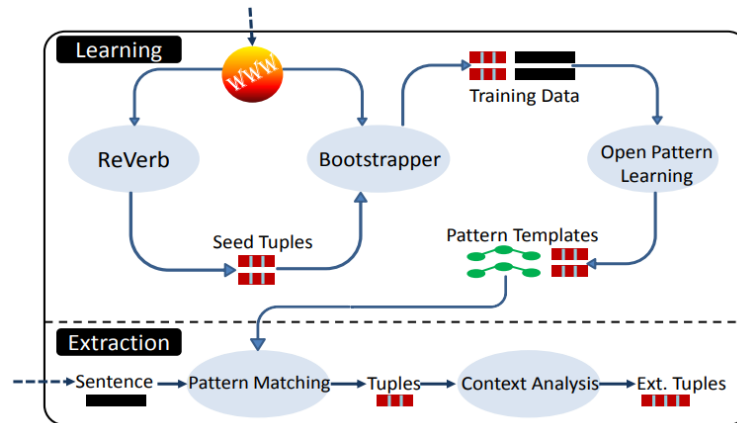 Learning
WWW
Training Data
ReVerb
Bootstrapper
Open Pattern
Learning
Seed Tuples
Pattern Templates
Extraction
Sentence
Pattern Matching
Tuples
Context Analysis
Ext. Tuples